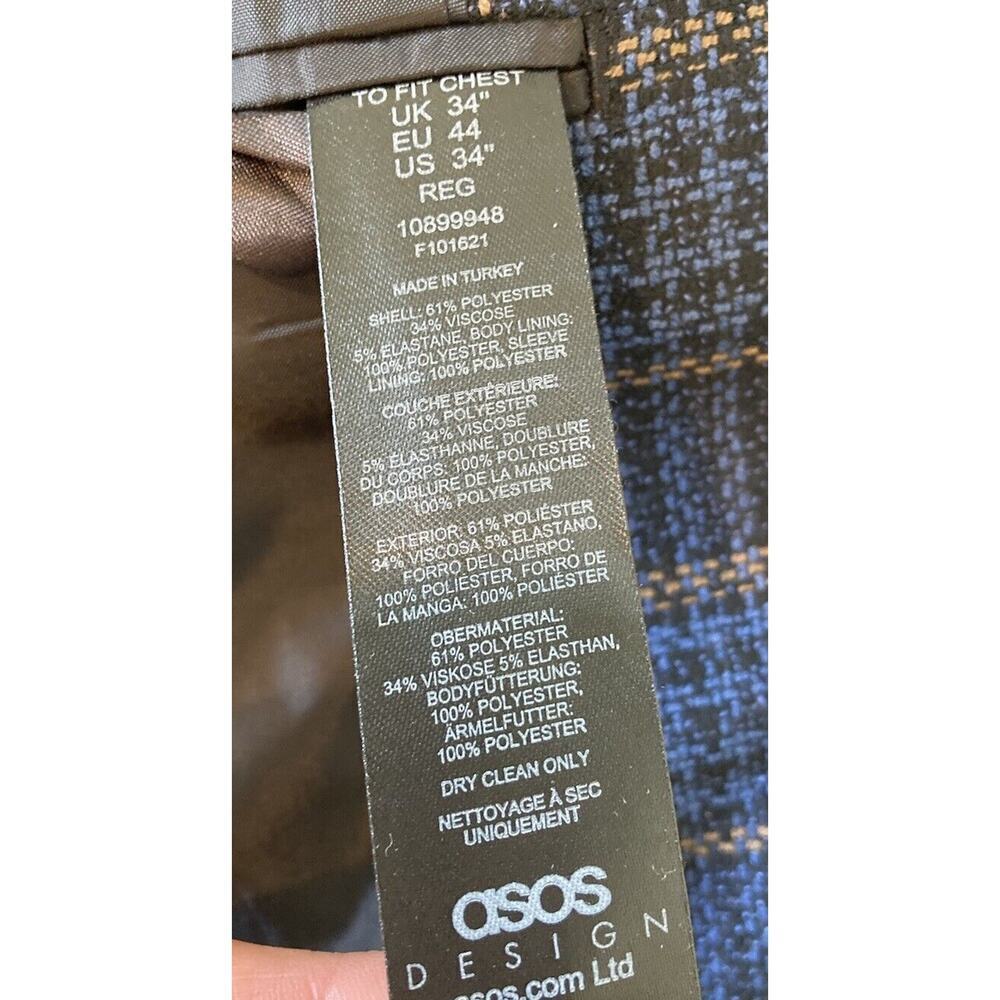 TO FIT CHEST
UK 34"
EU 44
US 34"
REG
10899948
F101621
MADE IN TURKEY
SHELL: 61% POLYESTER
34% VISCOSE
5% ELASTANE, BODY LINING:
100% POLYESTER, SLEEVE
LINING: 100% POLYESTER
COUCHE EXTÉRIEURE:
61% POLYESTER
34% VISCOSE
5% ÉLASTHANNE, DOUBLURE
DU CORPS: 100% POLYESTER,
DOUBLURE DE LA MANCHE:
100% POLYESTER
EXTERIOR: 61% POLIÉSTER
34% VISCOSA 5% ELASTANO,
FORRO DEL CUERPO:
100% POLIÉSTER, FORRO DE
LA MANGA: 100% POLIÉSTER
OBERMATERIAL:
61% POLYESTER
34% VISKOSE 5% ELASTHAN,
BODYFÜTTERUNG:
100% POLYESTER,
ÄRMELFUTTER:
100% POLYESTER
DRY CLEAN ONLY
NETTOYAGE À SEC
UNIQUEMENT
asos
DESIGN
asos.com Ltd